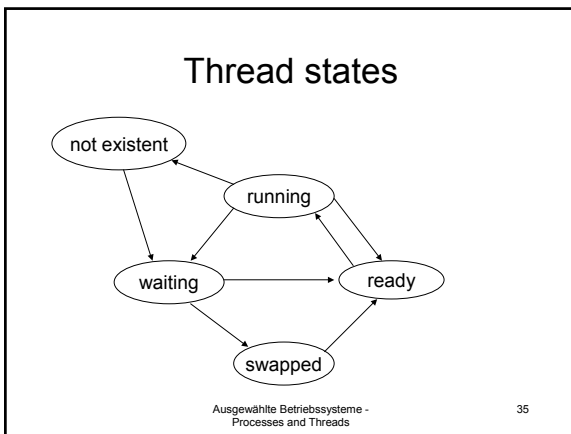 Thread states
not existent
running
waiting
ready
swapped
Ausgewählte Betriebssysteme -
Processes and Threads
35